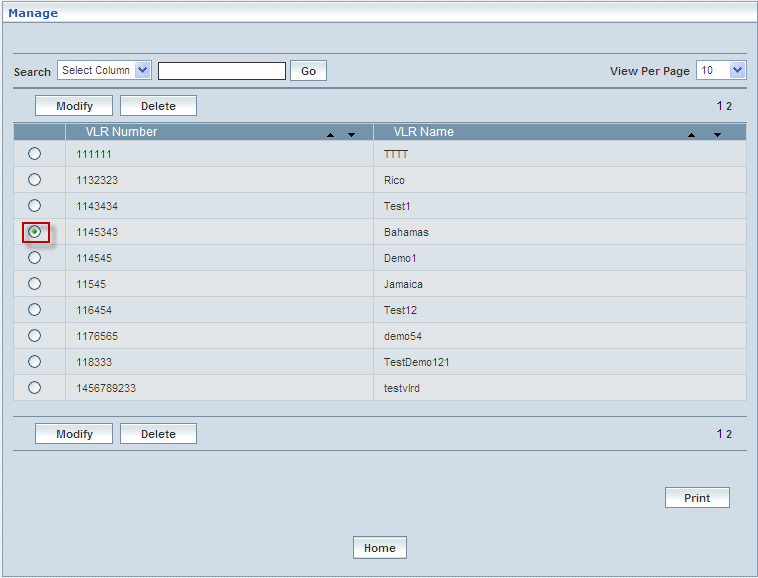 Manage
Search Select Column Go View Per Page 10
Modify Delete 1 2
VLR Number VLR Name
111111 TTTT
1132323 Rico
1143434 Test1
1145343 Bahamas
114545 Demo1
11545 Jamaica
116454 Test12
1176565 demo54
118333 TestDemo121
1456789233 testvlrd
Modify Delete 1 2
Print
Home